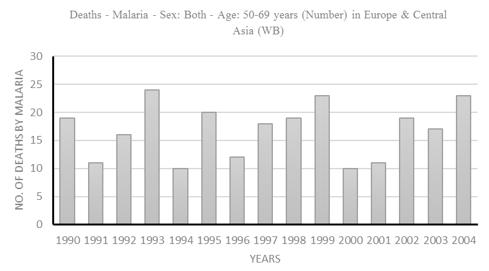 Deaths - Malaria - Sex: Both - Age: 50-69 years (Number) in Europe & Central
Asia (WB)
NO. OF DEATHS BY MALARIA
30
25
20
15
10
5
0
1990 1991 1992 1993 1994 1995 1996 1997 1998 1999 2000 2001 2002 2003 2004
YEARS